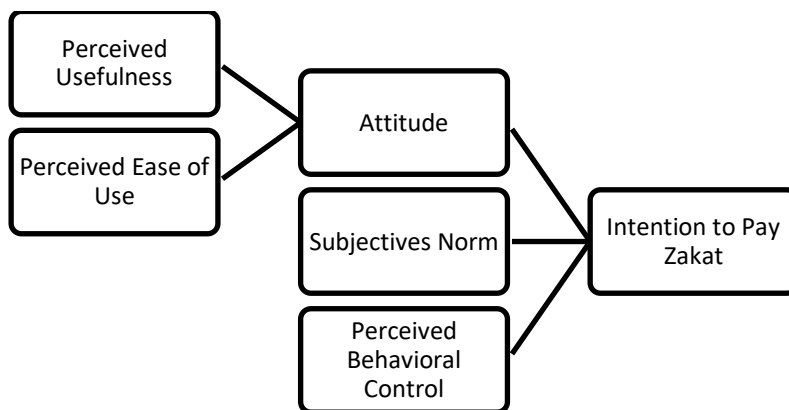 Perceived
Usefulness
Perceived Ease of
Use
Attitude
Subjectives Norm
Perceived
Behavioral
Control
Intention to Pay
Zakat